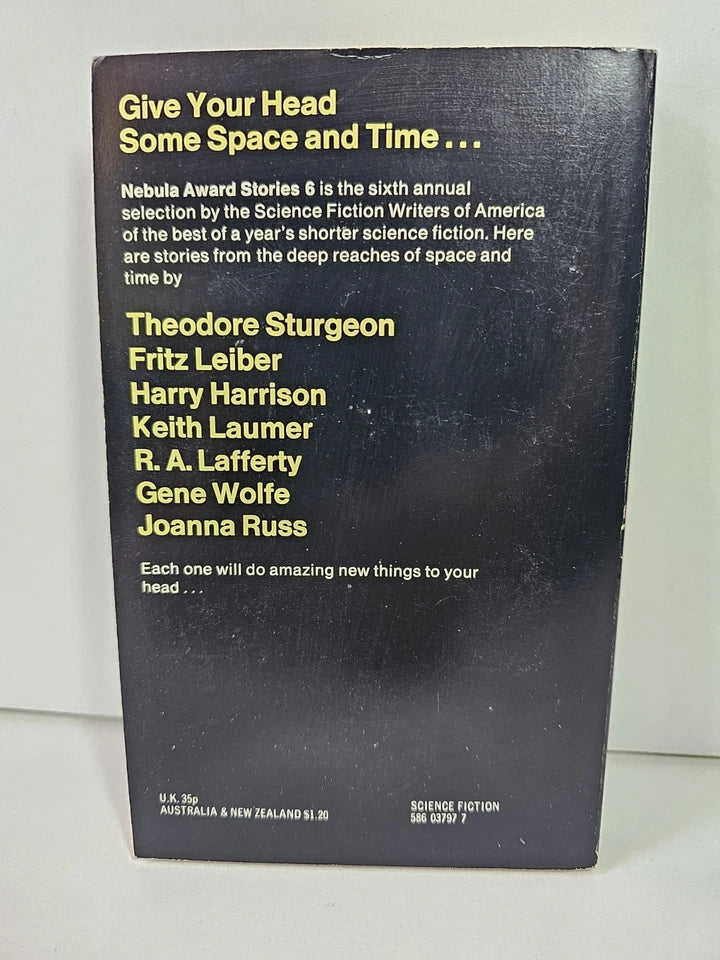 Give Your Head
Some Space and Time...
Nebula Award Stories 6 is the sixth annual
selection by the Science Fiction Writers of America
of the best of a year's shorter science fiction. Here
are stories from the deep reaches of space and
time by
Theodore Sturgeon
Fritz Leiber
Harry Harrison
Keith Laumer
R. A. Lafferty
Gene Wolfe
Joanna Russ
Each one will do amazing new things to your
head...
U.K. 35p
AUSTRALIA & NEW ZEALAND $1.20
SCIENCE FICTION
586 03797 7